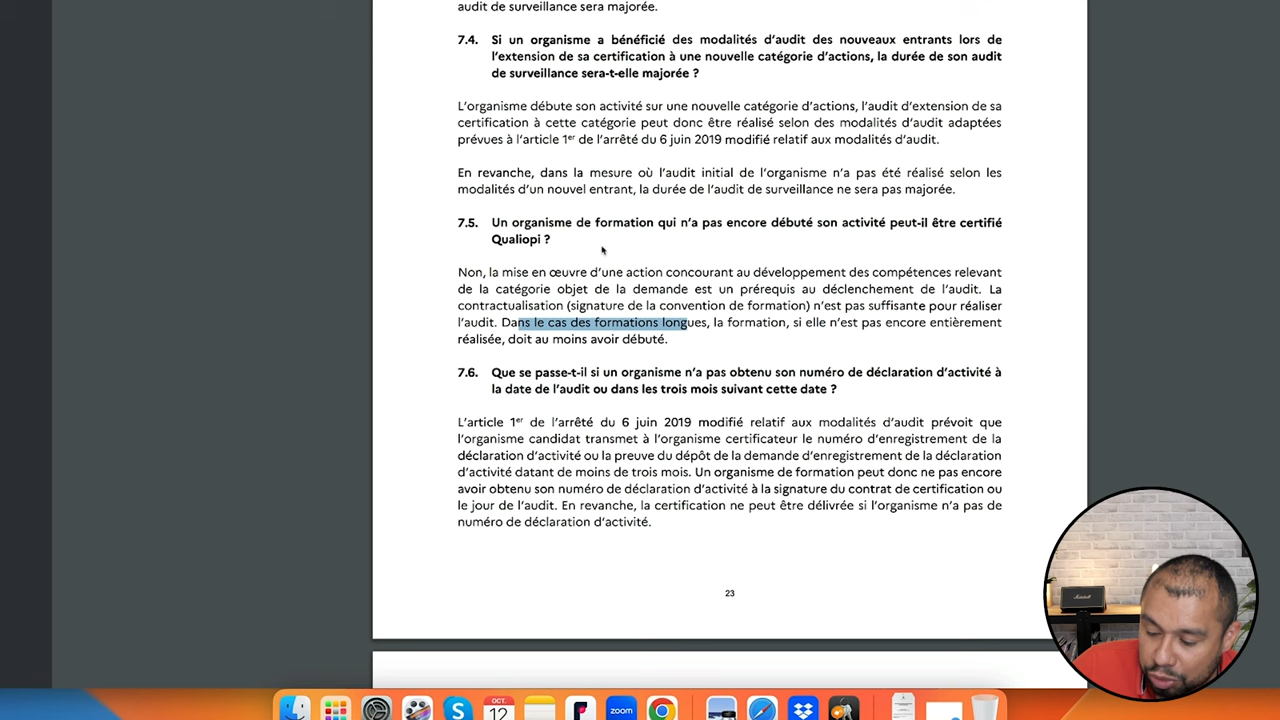 audit de surveillance sera majorée.
7.4. Si un organisme a bénéficié des modalités d'audit des nouveaux entrants lors de
l'extension de sa certification à une nouvelle catégorie d'actions, la durée de son audit
de surveillance sera-t-elle majorée ?
L'organisme débute son activité sur une nouvelle catégorie d'actions, l'audit d'extension de sa
certification à cette catégorie peut donc être réalisé selon des modalités d'audit adaptées
prévues à l'article 1er de l'arrêté du 6 juin 2019 modifié relatif aux modalités d'audit.
En revanche, dans la mesure où l'audit initial de l'organisme n'a pas été réalisé selon les
modalités d'un nouvel entrant, la durée de l'audit de surveillance ne sera pas majorée.
7.5. Un organisme de formation qui n'a pas encore débuté son activité peut-il être certifié
Qualiopi ?
Non, la mise en œuvre d'une action concourant au développement des compétences relevant
de la catégorie objet de la demande est un prérequis au déclenchement de l'audit. La
contractualisation (signature de la convention de formation) n'est pas suffisante pour réaliser
l'audit. Dans le cas des formations longues, la formation, si elle n'est pas encore entièrement
réalisée, doit au moins avoir débuté.
7.6. Que se passe-t-il si un organisme n'a pas obtenu son numéro de déclaration d'activité à
la date de l'audit ou dans les trois mois suivant cette date ?
L'article 1er de l'arrêté du 6 juin 2019 modifié relatif aux modalités d'audit prévoit que
l'organisme candidat transmet à l'organisme certificateur le numéro d'enregistrement de la
déclaration d'activité ou la preuve du dépôt de la demande d'enregistrement de la déclaration
d'activité datant de moins de trois mois. Un organisme de formation peut donc ne pas encore
avoir obtenu son numéro de déclaration d'activité à la signature du contrat de certification ou
le jour de l'audit. En revanche, la certification ne peut être délivrée si l'organisme n'a pas de
numéro de déclaration d'activité.
23
Marshall
OCT.
12
zoom